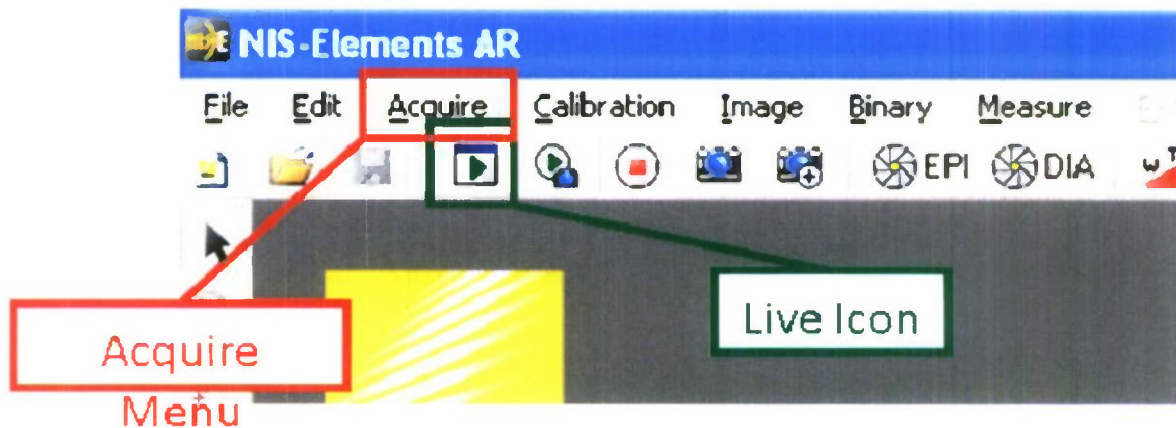 NIS-Elements AR
File Edit Acquire Calibration Image Binary Measure
EPI DIA
Live Icon
Acquire
Menu